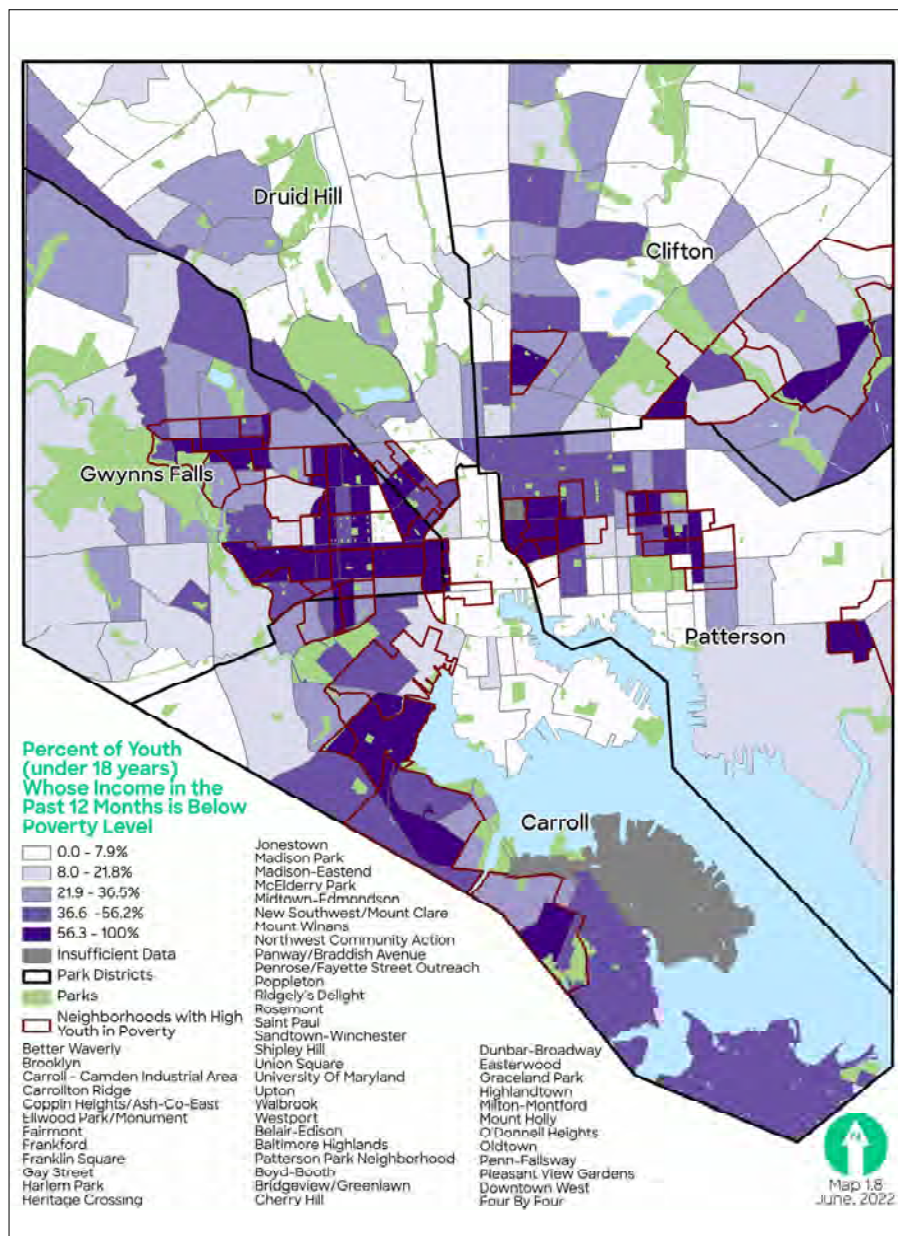 Druid Hill
Clifton
Gwynns Falls
Patterson
Carroll
Percent of Youth
(under 18 years)
Whose Income in the
Past 12 Months is Below
Poverty Level
0.0 - 7.9%
8.0 - 21.8%
21.9 - 36.5%
36.6 -56.2%
56.3 - 100%
Insufficient Data
Park Districts
Parks
Neighborhoods with High
Youth in Poverty
Better Waverly
Brooklyn
Carroll - Camden Industrial Area
Carrollton Ridge
Coppin Heights/Ash-Co-East
Ellwood Park/Monument
Fairmont
Frankford
Franklin Square
Gay Street
Harlem Park
Heritage Crossing
Jonestown
Madison Park
Madison-Eastend
McElderry Park
Midtown-Edmondson
New Southwest/Mount Clare
Mount Winans
Northwest Community Action
Panway/Braddish Avenue
Penrose/Fayette Street Outreach
Poppleton
Ridgely's Delight
Rosemont
Saint Paul
Sandtown-Winchester
Shipley Hill
Union Square
University Of Maryland
Upton
Walbrook
Westport
Belair-Edison
Baltimore Highlands
Patterson Park Neighborhood
Boyd-Booth
Bridgeview/Greenlawn
Cherry Hill
Dunbar-Broadway
Easterwood
Graceland Park
Highlandtown
Milton-Montford
Mount Holly
O'Donnell Heights
Oldtown
Penn-Fallsway
Pleasant View Gardens
Downtown West
Four By Four
N
Map 1.8
June, 2022